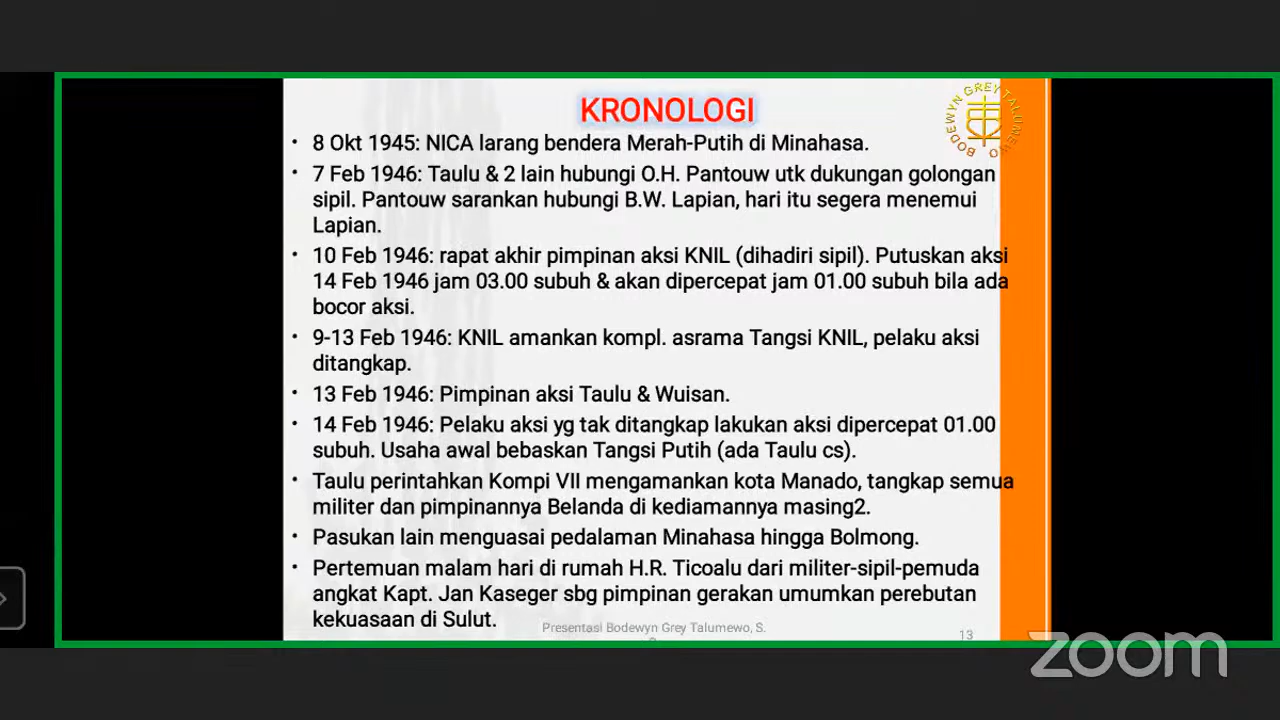 KRONOLOGI
BODEWYN GREY TALUMEWO
• 8 Okt 1945: NICA larang bendera Merah-Putih di Minahasa.
• 7 Feb 1946: Taulu & 2 lain hubungi O.H. Pantouw utk dukungan golongan
sipil. Pantouw sarankan hubungi B.W. Lapian, hari itu segera menemui
Lapian.
• 10 Feb 1946: rapat akhir pimpinan aksi KNIL (dihadiri sipil). Putuskan aksi
14 Feb 1946 jam 03.00 subuh & akan dipercepat jam 01.00 subuh bila ada
bocor aksi.
• 9-13 Feb 1946: KNIL amankan kompl. asrama Tangsi KNIL, pelaku aksi
ditangkap.
• 13 Feb 1946: Pimpinan aksi Taulu & Wuisan.
• 14 Feb 1946: Pelaku aksi yg tak ditangkap lakukan aksi dipercepat 01.00
subuh. Usaha awal bebaskan Tangsi Putih (ada Taulu cs).
• Taulu perintahkan Kompi VII mengamankan kota Manado, tangkap semua
militer dan pimpinannya Belanda di kediamannya masing2.
• Pasukan lain menguasai pedalaman Minahasa hingga Bolmong.
• Pertemuan malam hari di rumah H.R. Ticoalu dari militer-sipil-pemuda
angkat Kapt. Jan Kaseger sbg pimpinan gerakan umumkan perebutan
kekuasaan di Sulut.
Presentasi Bodewyn Grey Talumewo, S.
13
zoom